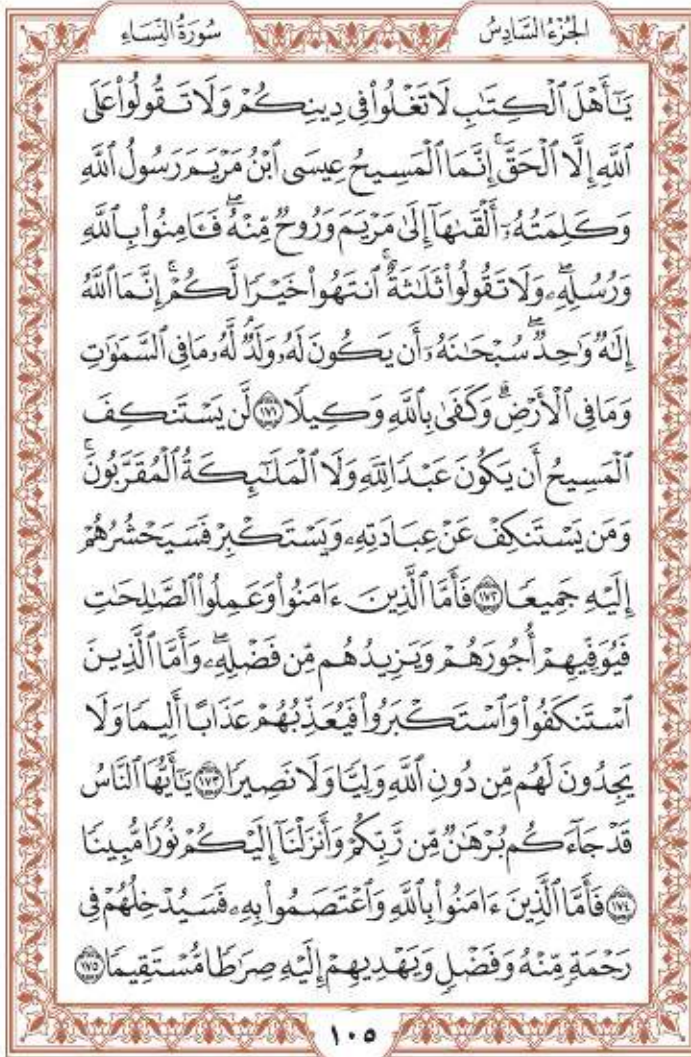 الجُزْءُ السَّادِسُ
سُورَةُ النِّسَاءِ
يَـٰٓأَهْلَ ٱلْكِتَـٰبِ لَا تَغْلُوا۟ فِى دِينِكُمْ وَلَا تَقُولُوا۟ عَلَى
ٱللَّهِ إِلَّا ٱلْحَقَّ ۚ إِنَّمَا ٱلْمَسِيحُ عِيسَى ٱبْنُ مَرْيَمَ رَسُولُ ٱللَّهِ
وَكَلِمَتُهُۥٓ أَلْقَىٰهَآ إِلَىٰ مَرْيَمَ وَرُوحٌ مِّنْهُ ۖ فَـَٔامِنُوا۟ بِٱللَّهِ
وَرُسُلِهِۦ ۖ وَلَا تَقُولُوا۟ ثَلَـٰثَةٌ ۚ ٱنتَهُوا۟ خَيْرًا لَّكُمْ ۚ إِنَّمَا ٱللَّهُ
إِلَـٰهٌ وَٰحِدٌ ۖ سُبْحَـٰنَهُۥٓ أَن يَكُونَ لَهُۥ وَلَدٌ ۘ لَّهُۥ مَا فِى ٱلسَّمَـٰوَٰتِ
وَمَا فِى ٱلْأَرْضِ ۗ وَكَفَىٰ بِٱللَّهِ وَكِيلًا ١٧١ لَّن يَسْتَنكِفَ
ٱلْمَسِيحُ أَن يَكُونَ عَبْدًا لِّلَّهِ وَلَا ٱلْمَلَـٰٓئِكَةُ ٱلْمُقَرَّبُونَ ۚ
وَمَن يَسْتَنكِفْ عَنْ عِبَادَتِهِۦ وَيَسْتَكْبِرْ فَسَيَحْشُرُهُمْ
إِلَيْهِ جَمِيعًا ١٧٢ فَأَمَّا ٱلَّذِينَ ءَامَنُوا۟ وَعَمِلُوا۟ ٱلصَّـٰلِحَـٰتِ
فَيُوَفِّيهِمْ أُجُورَهُمْ وَيَزِيدُهُم مِّن فَضْلِهِۦ ۖ وَأَمَّا ٱلَّذِينَ
ٱسْتَنكَفُوا۟ وَٱسْتَكْبَرُوا۟ فَيُعَذِّبُهُمْ عَذَابًا أَلِيمًا وَلَا
يَجِدُونَ لَهُم مِّن دُونِ ٱللَّهِ وَلِيًّا وَلَا نَصِيرًا ١٧٣ يَـٰٓأَيُّهَا ٱلنَّاسُ
قَدْ جَآءَكُم بُرْهَـٰنٌ مِّن رَّبِّكُمْ وَأَنزَلْنَآ إِلَيْكُمْ نُورًا مُّبِينًا
١٧٤ فَأَمَّا ٱلَّذِينَ ءَامَنُوا۟ بِٱللَّهِ وَٱعْتَصَمُوا۟ بِهِۦ فَسَيُدْخِلُهُمْ فِى
رَحْمَةٍ مِّنْهُ وَفَضْلٍ وَيَهْدِيهِمْ إِلَيْهِ صِرَٰطًا مُّسْتَقِيمًا ١٧٥
١٠٥